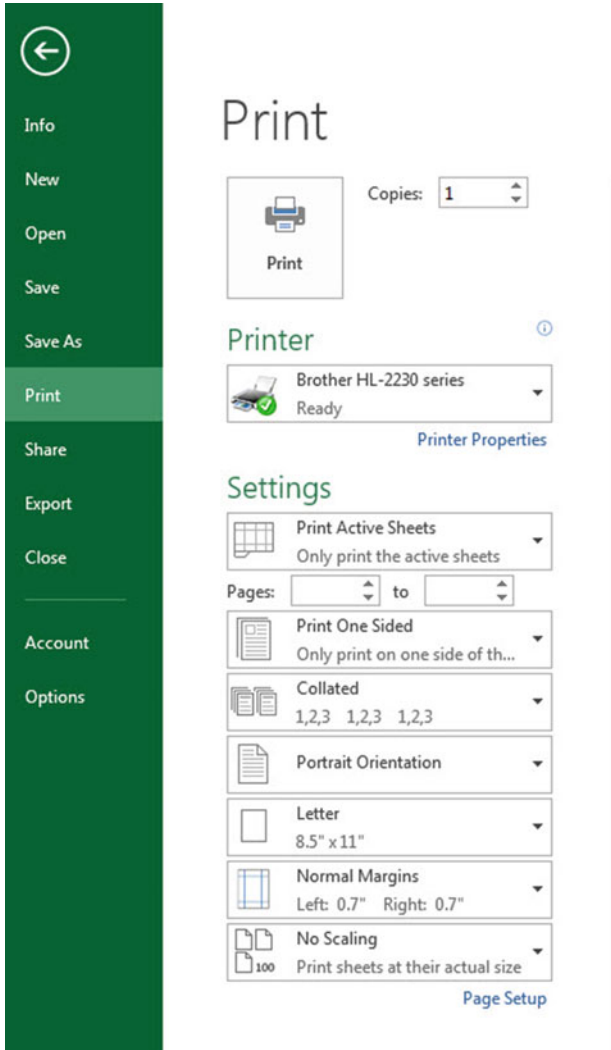 Info
New
Open
Save
Save As
Print
Share
Export
Close
Account
Options
Print
Print
Copies: 1
Printer
Brother HL-2230 series
Ready
Printer Properties
Settings
Print Active Sheets
Only print the active sheets
Pages: to
Print One Sided
Only print on one side of th...
Collated
1,2,3 1,2,3 1,2,3
Portrait Orientation
Letter
8.5" x 11"
Normal Margins
Left: 0.7" Right: 0.7"
No Scaling
100 Print sheets at their actual size
Page Setup